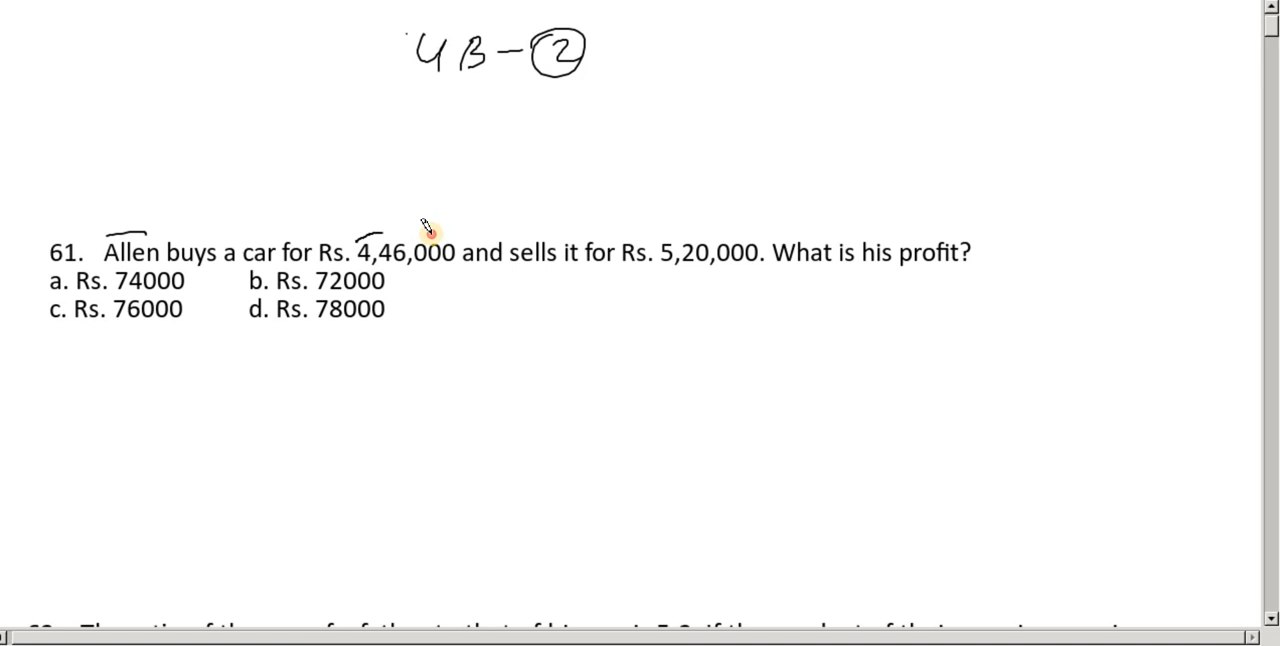 4B-2
61. Allen buys a car for Rs. 4,46,000 and sells it for Rs. 5,20,000. What is his profit?
a. Rs. 74000 b. Rs. 72000
c. Rs. 76000 d. Rs. 78000